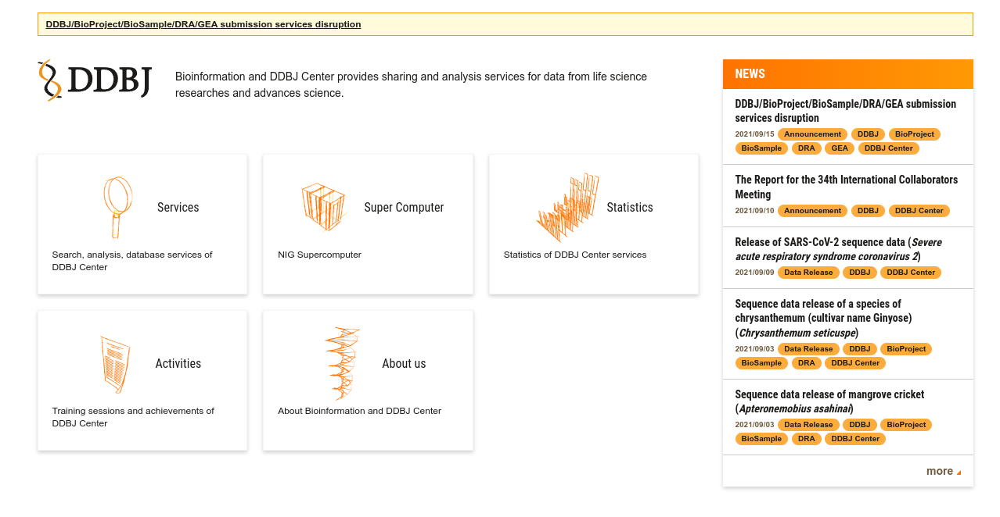 DDBJ/BioProject/BioSample/DRA/GEA submission services disruption
DDBJ
Bioinformation and DDBJ Center provides sharing and analysis services for data from life science
researches and advances science.
Services
Search, analysis, database services of
DDBJ Center
Super Computer
NIG Supercomputer
Statistics
Statistics of DDBJ Center services
Activities
Training sessions and achievements of
DDBJ Center
About us
About Bioinformation and DDBJ Center
NEWS
DDBJ/BioProject/BioSample/DRA/GEA submission
services disruption
2021/09/15 Announcement DDBJ BioProject
BioSample DRA GEA DDBJ Center
The Report for the 34th International Collaborators
Meeting
2021/09/10 Announcement DDBJ DDBJ Center
Release of SARS-CoV-2 sequence data (Severe
acute respiratory syndrome coronavirus 2)
2021/09/09 Data Release DDBJ DDBJ Center
Sequence data release of a species of
chrysanthemum (cultivar name Ginyose)
(Chrysanthemum seticuspe)
2021/09/03 Data Release DDBJ BioProject
BioSample DRA DDBJ Center
Sequence data release of mangrove cricket
(Apteronemobius asahinai)
2021/09/03 Data Release DDBJ BioProject
BioSample DRA DDBJ Center
more